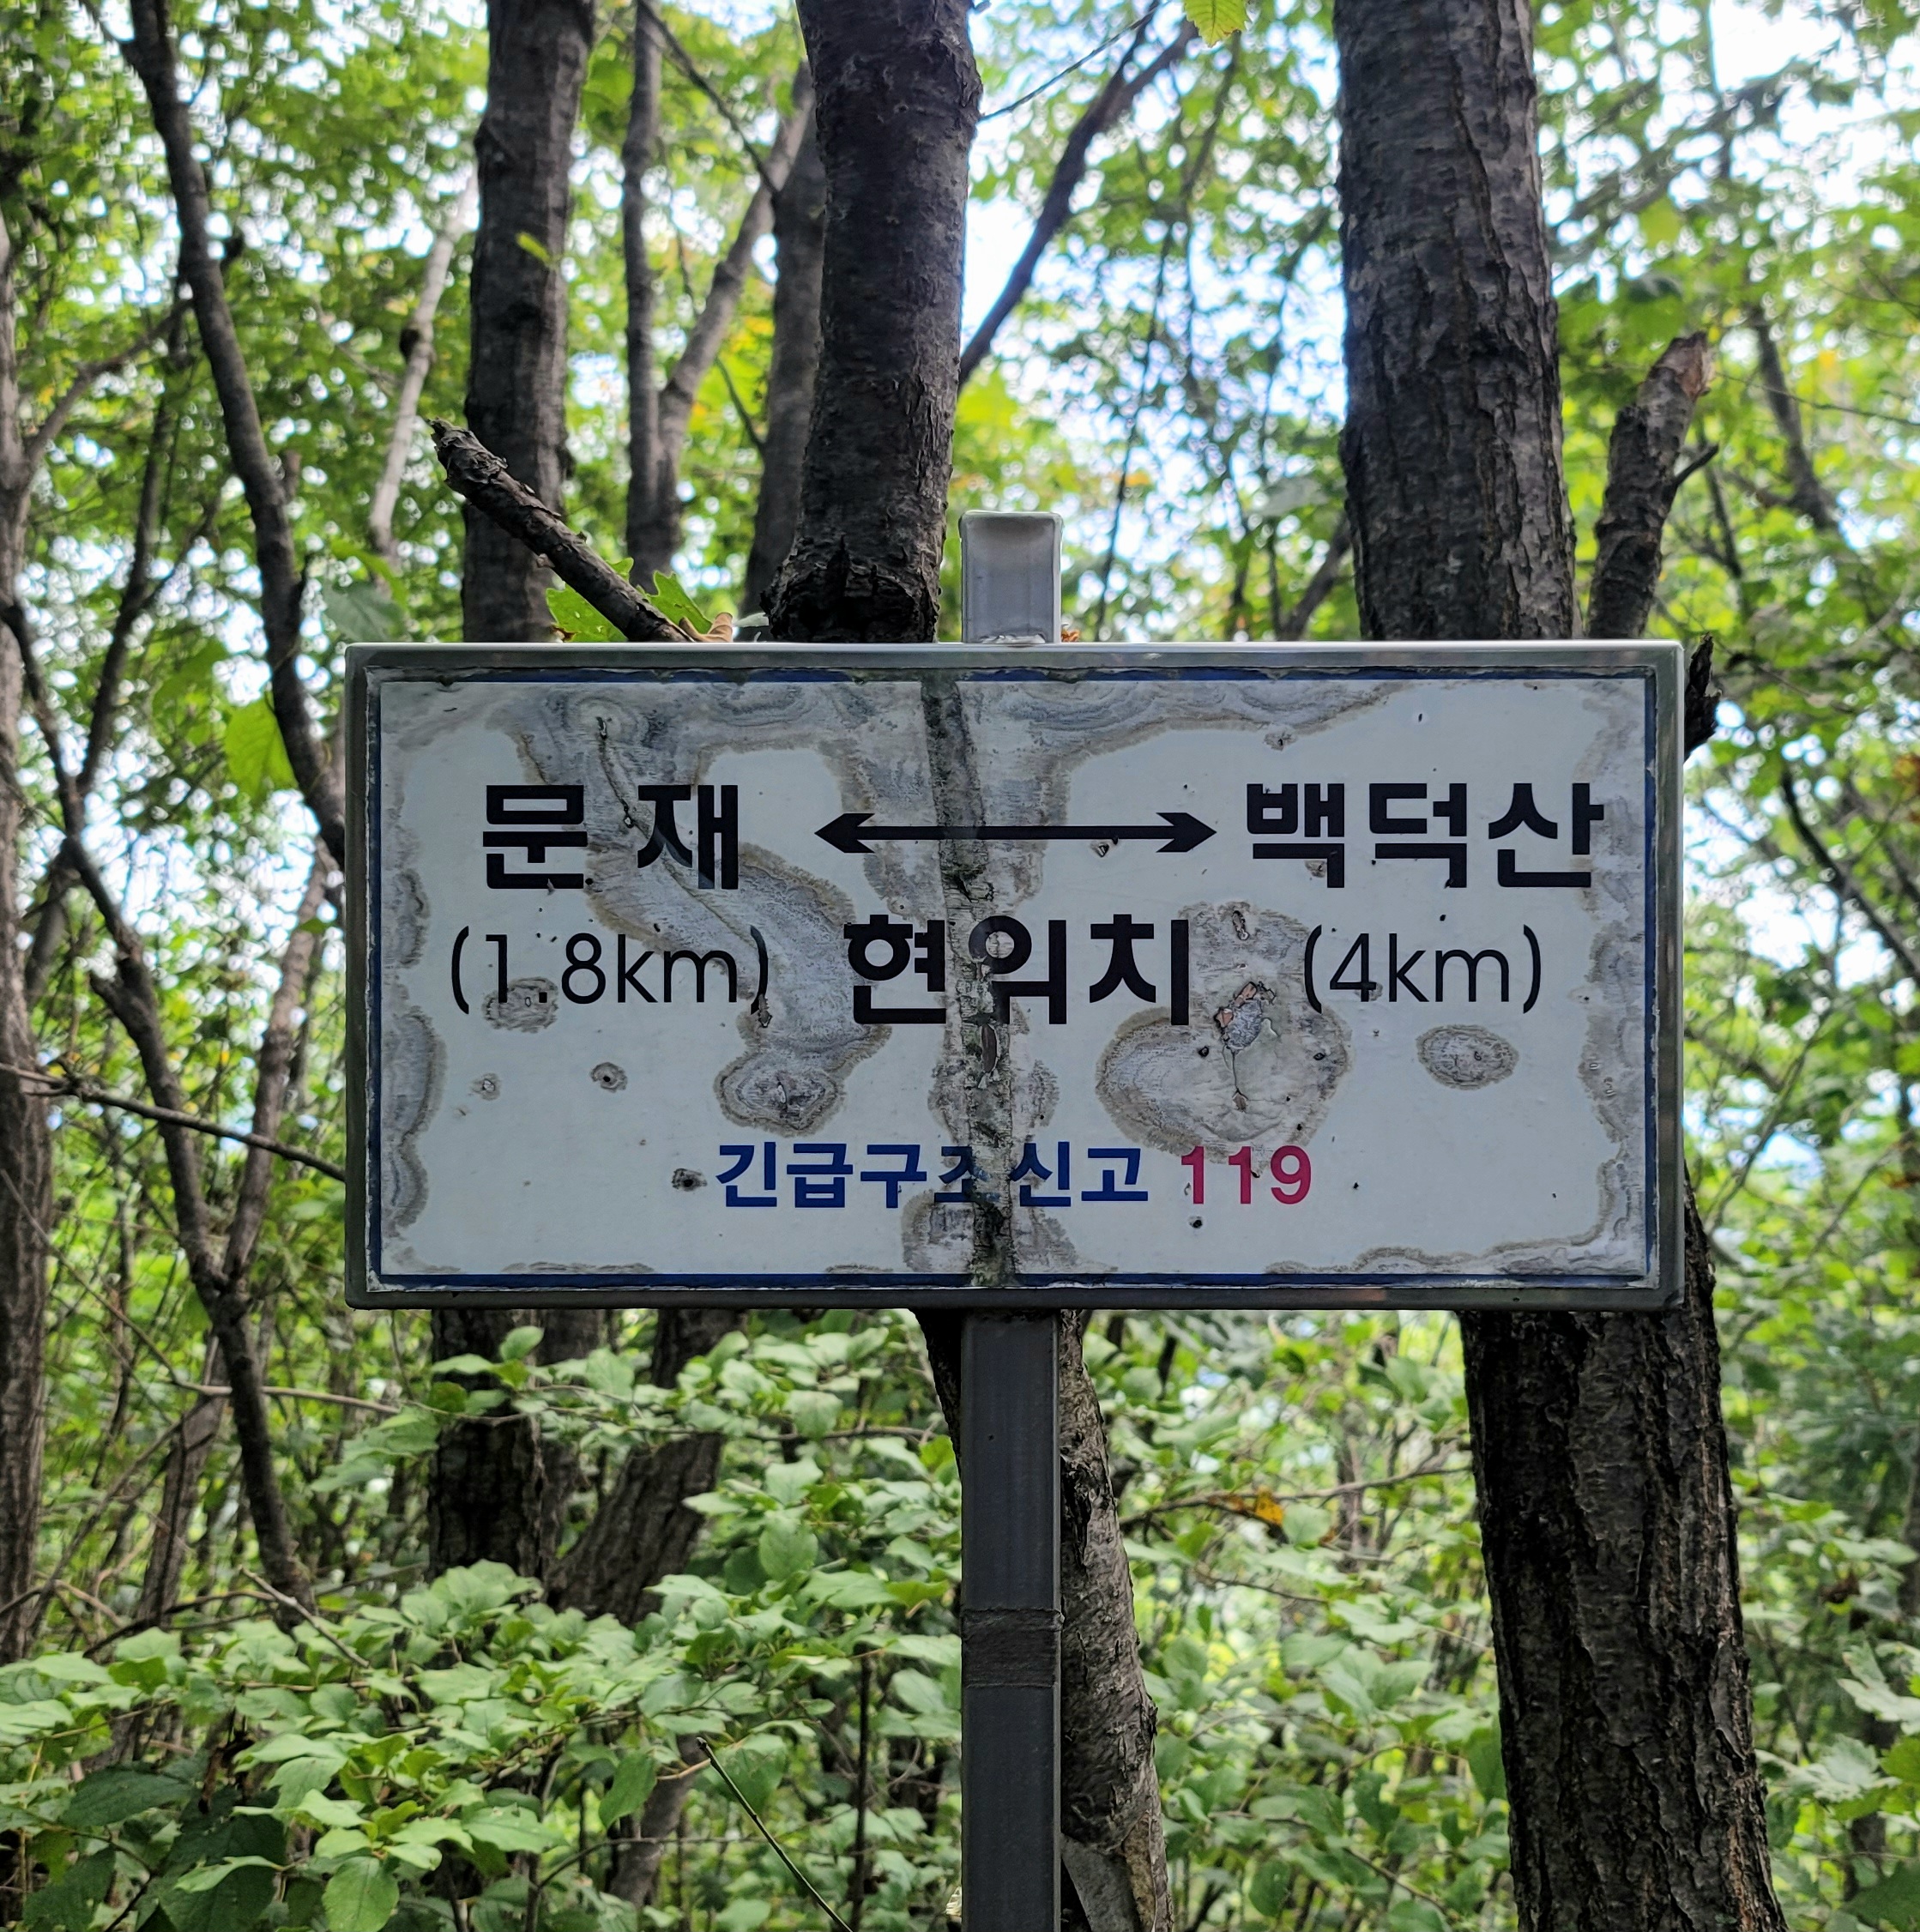 문재 ↔ 백덕산
(1.8km) 현위치 (4km)
긴급구조신고 119